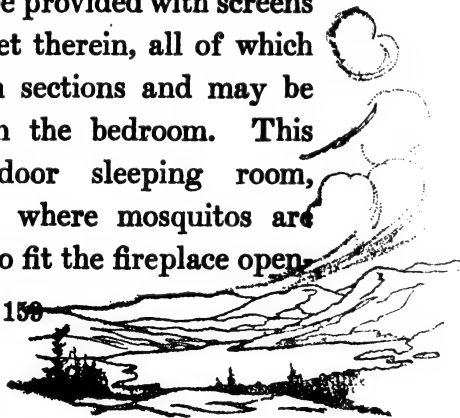 e provided with screens
et therein, all of which
sections and may be
the bedroom. This
door sleeping room,
where mosquitos are
o fit the fireplace open-
159